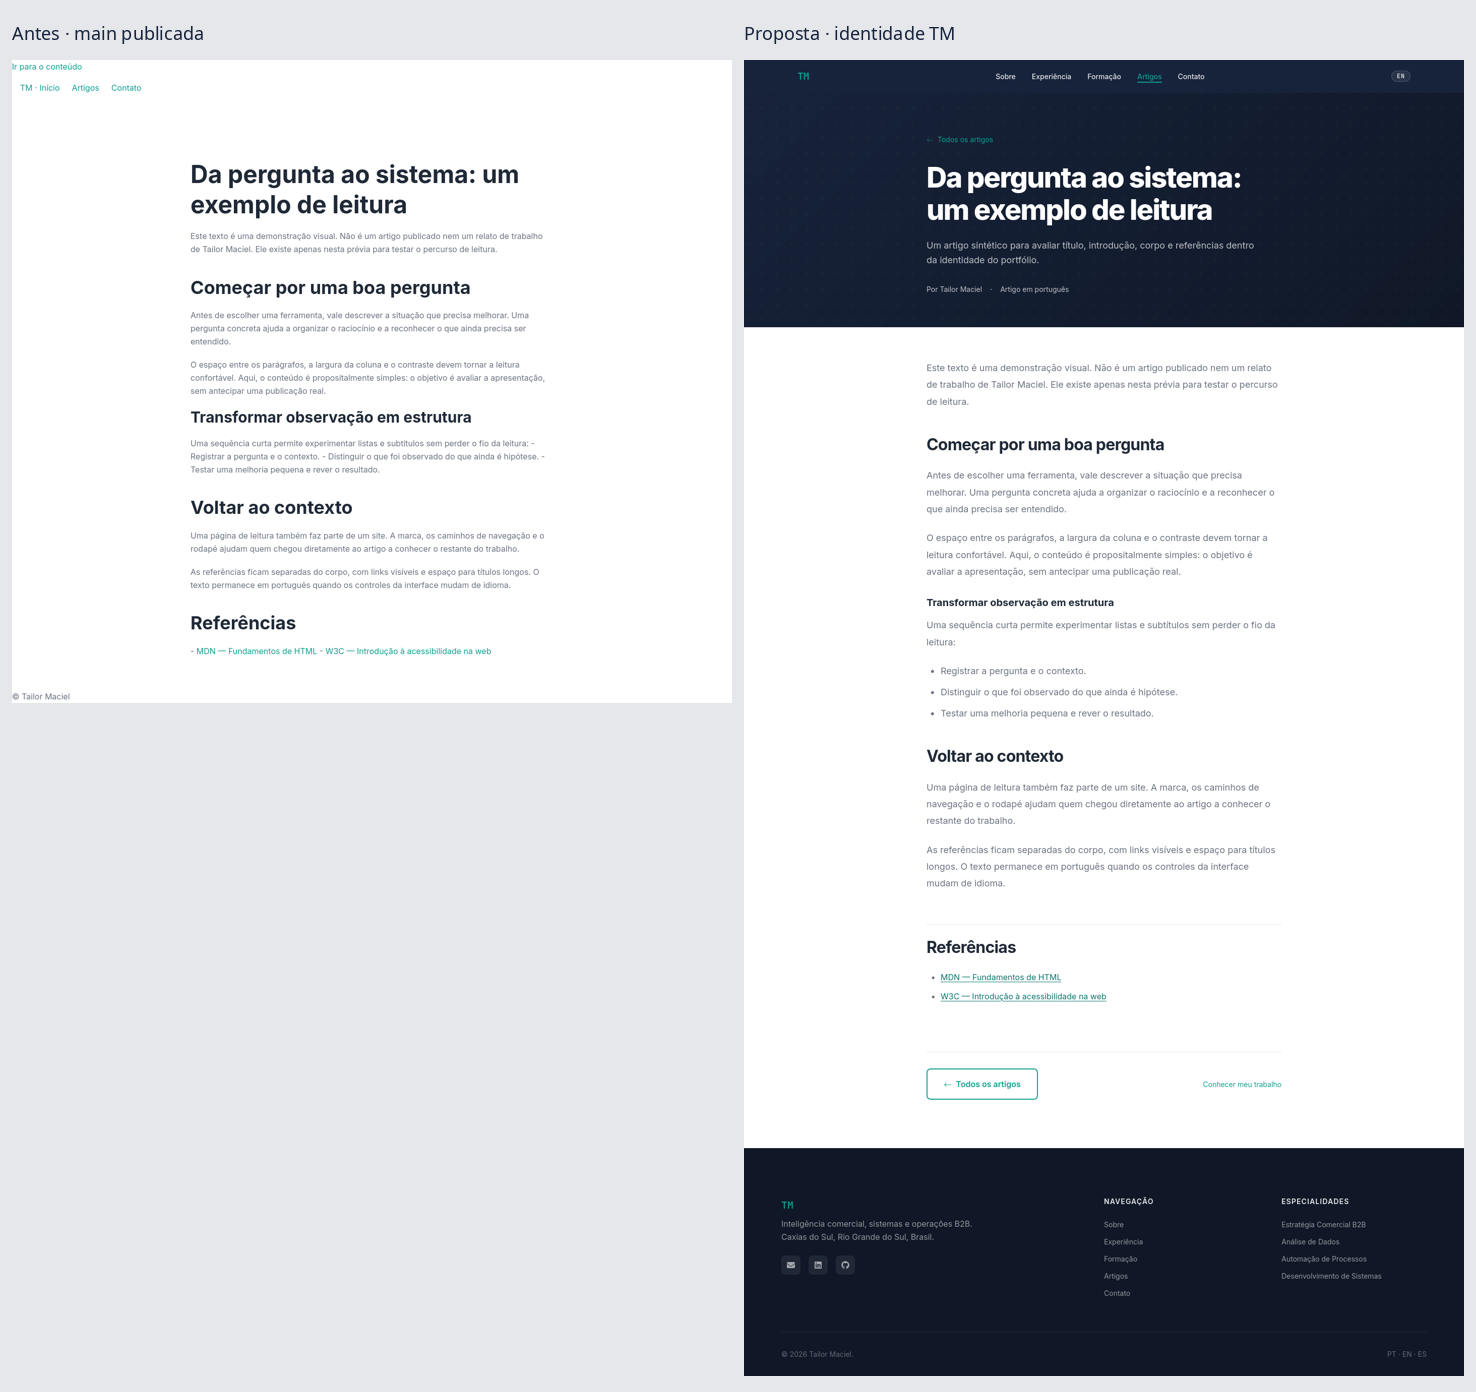 Antes · main publicada
Ir para o conteúdo
TM · Início Artigos Contato
Da pergunta ao sistema: um
exemplo de leitura
Este texto é uma demonstração visual. Não é um artigo publicado nem um relato de trabalho
de Tailor Maciel. Ele existe apenas nesta prévia para testar o percurso de leitura.
Começar por uma boa pergunta
Antes de escolher uma ferramenta, vale descrever a situação que precisa melhorar. Uma
pergunta concreta ajuda a organizar o raciocínio e a reconhecer o que ainda precisa ser
entendido.
O espaço entre os parágrafos, a largura da coluna e o contraste devem tornar a leitura
confortável. Aqui, o conteúdo é propositalmente simples: o objetivo é avaliar a apresentação,
sem antecipar uma publicação real.
Transformar observação em estrutura
Uma sequência curta permite experimentar listas e subtítulos sem perder o fio da leitura: -
Registrar a pergunta e o contexto. - Distinguir o que foi observado do que ainda é hipótese. -
Testar uma melhoria pequena e rever o resultado.
Voltar ao contexto
Uma página de leitura também faz parte de um site. A marca, os caminhos de navegação e o
rodapé ajudam quem chegou diretamente ao artigo a conhecer o restante do trabalho.
As referências ficam separadas do corpo, com links visíveis e espaço para títulos longos. O
texto permanece em português quando os controles da interface mudam de idioma.
Referências
- MDN — Fundamentos de HTML - W3C — Introdução à acessibilidade na web
© Tailor Maciel
Proposta · identidade TM
TM Sobre Experiência Formação Artigos Contato EN
← Todos os artigos
Da pergunta ao sistema:
um exemplo de leitura
Um artigo sintético para avaliar título, introdução, corpo e referências dentro
da identidade do portfólio.
Por Tailor Maciel · Artigo em português
Este texto é uma demonstração visual. Não é um artigo publicado nem um relato
de trabalho de Tailor Maciel. Ele existe apenas nesta prévia para testar o percurso
de leitura.
Começar por uma boa pergunta
Antes de escolher uma ferramenta, vale descrever a situação que precisa
melhorar. Uma pergunta concreta ajuda a organizar o raciocínio e a reconhecer o
que ainda precisa ser entendido.
O espaço entre os parágrafos, a largura da coluna e o contraste devem tornar a
leitura confortável. Aqui, o conteúdo é propositalmente simples: o objetivo é
avaliar a apresentação, sem antecipar uma publicação real.
Transformar observação em estrutura
Uma sequência curta permite experimentar listas e subtítulos sem perder o fio da
leitura:
• Registrar a pergunta e o contexto.
• Distinguir o que foi observado do que ainda é hipótese.
• Testar uma melhoria pequena e rever o resultado.
Voltar ao contexto
Uma página de leitura também faz parte de um site. A marca, os caminhos de
navegação e o rodapé ajudam quem chegou diretamente ao artigo a conhecer o
restante do trabalho.
As referências ficam separadas do corpo, com links visíveis e espaço para títulos
longos. O texto permanece em português quando os controles da interface
mudam de idioma.
Referências
• MDN — Fundamentos de HTML
• W3C — Introdução à acessibilidade na web
← Todos os artigos
Conhecer meu trabalho
TM
Inteligência comercial, sistemas e operações B2B.
Caxias do Sul, Rio Grande do Sul, Brasil.
NAVEGAÇÃO
Sobre
Experiência
Formação
Artigos
Contato
ESPECIALIDADES
Estratégia Comercial B2B
Análise de Dados
Automação de Processos
Desenvolvimento de Sistemas
© 2026 Tailor Maciel.
PT · EN · ES